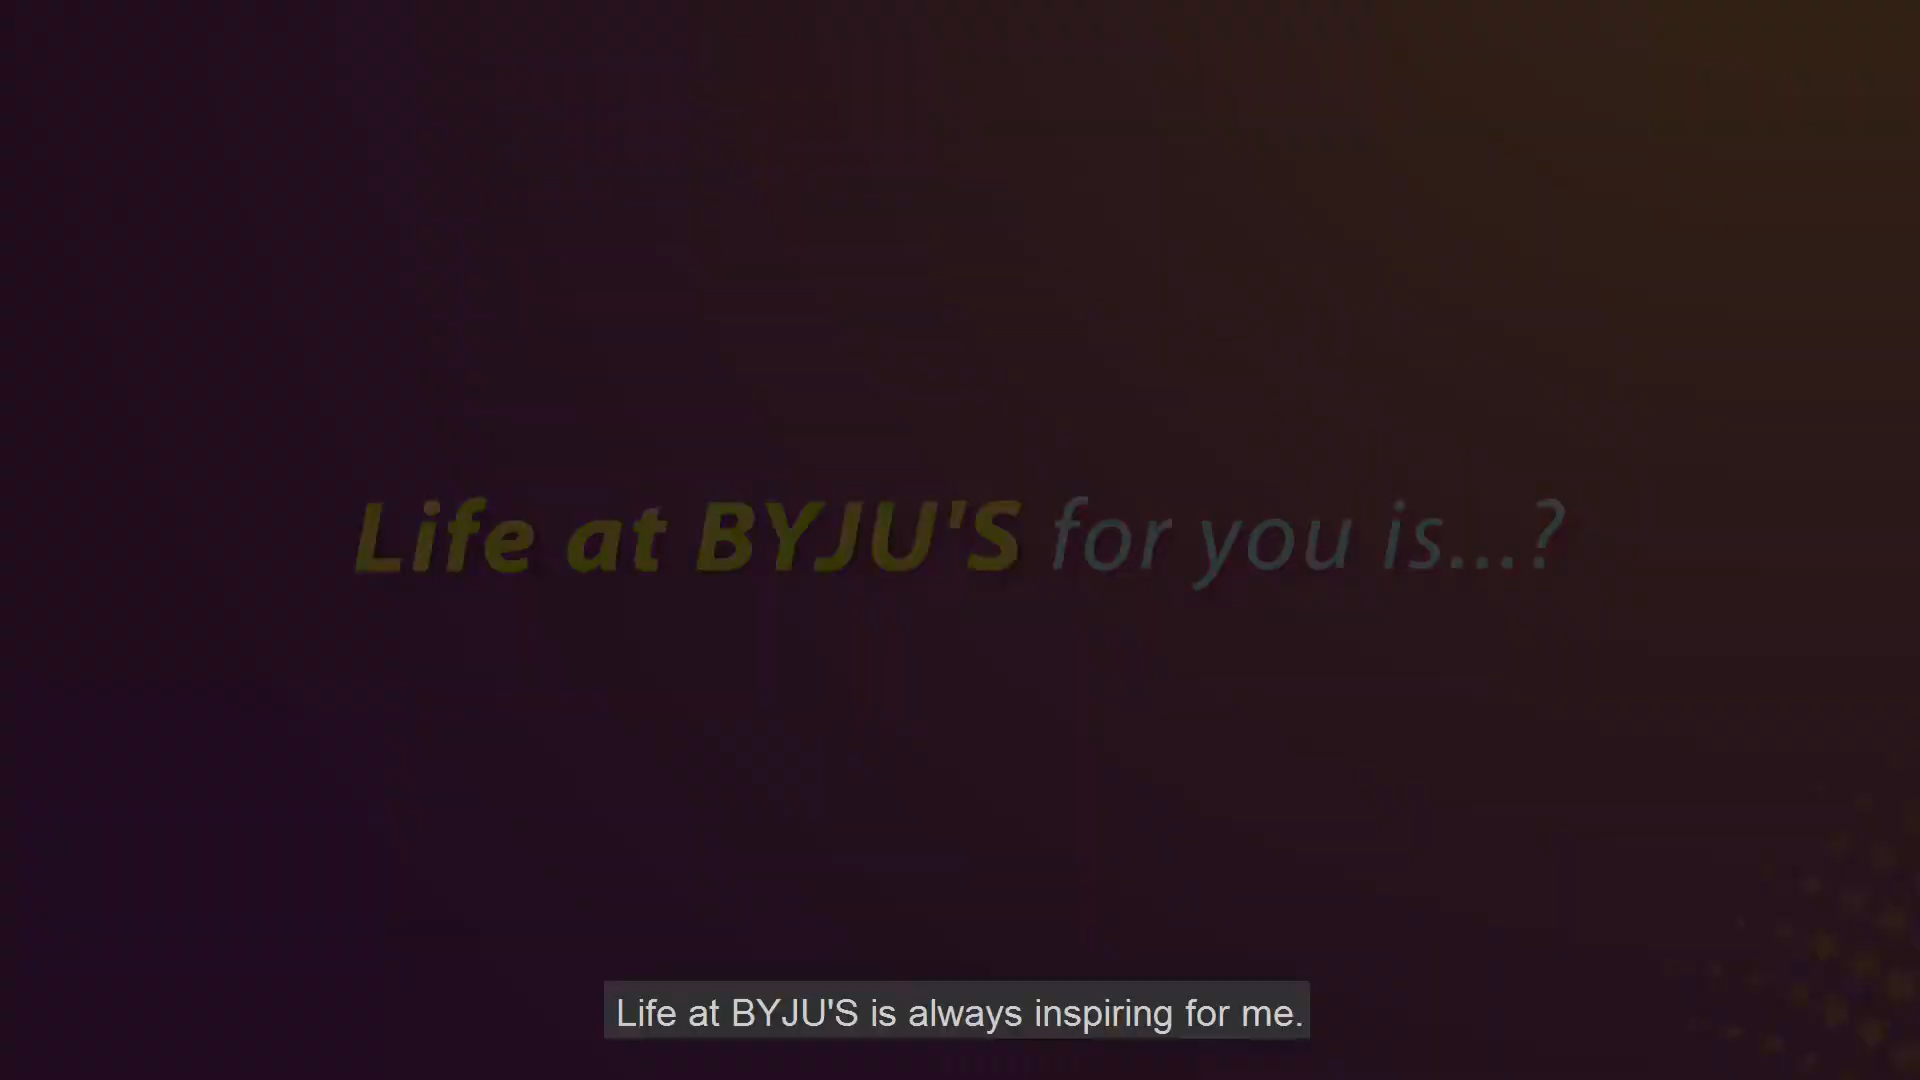 Life at BYJU'S for you is...?
Life at BYJU'S is always inspiring for me.